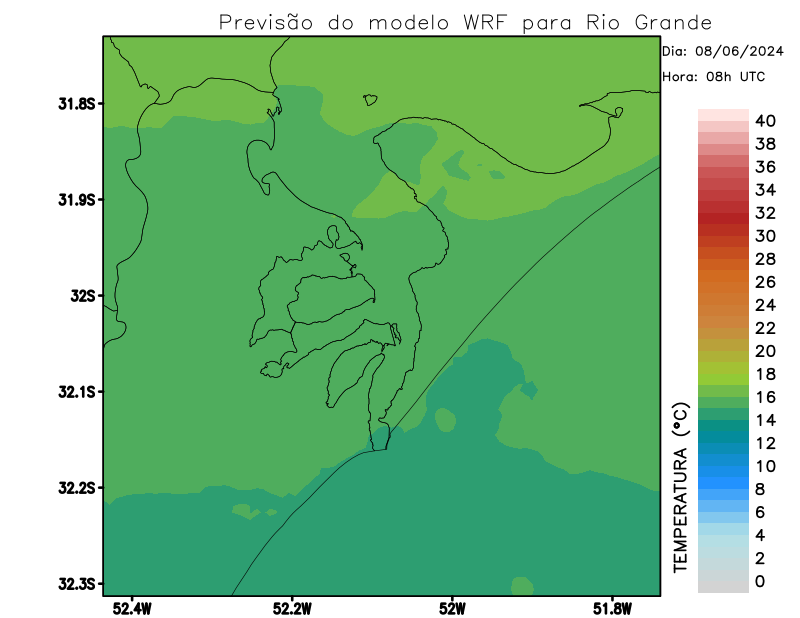 Previsão do modelo WRF para Rio Grande
Dia: 08/06/2024
Hora: 08h UTC
31.8S
31.9S
32S
32.1S
32.2S
32.3S
52.4W
52.2W
52W
51.8W
TEMPERATURA (°C)
40
38
36
34
32
30
28
26
24
22
20
18
16
14
12
10
8
6
4
2
0